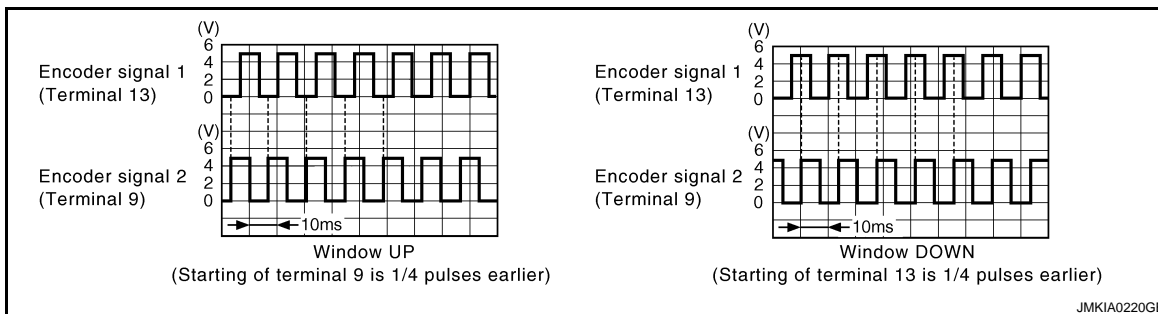 (V)
6
4
2
0
Encoder signal 1
(Terminal 13)
(V)
6
4
2
0
Encoder signal 2
(Terminal 9)
10ms
Window UP
(Starting of terminal 9 is 1/4 pulses earlier)
(V)
6
4
2
0
Encoder signal 1
(Terminal 13)
(V)
6
4
2
0
Encoder signal 2
(Terminal 9)
10ms
Window DOWN
(Starting of terminal 13 is 1/4 pulses earlier)